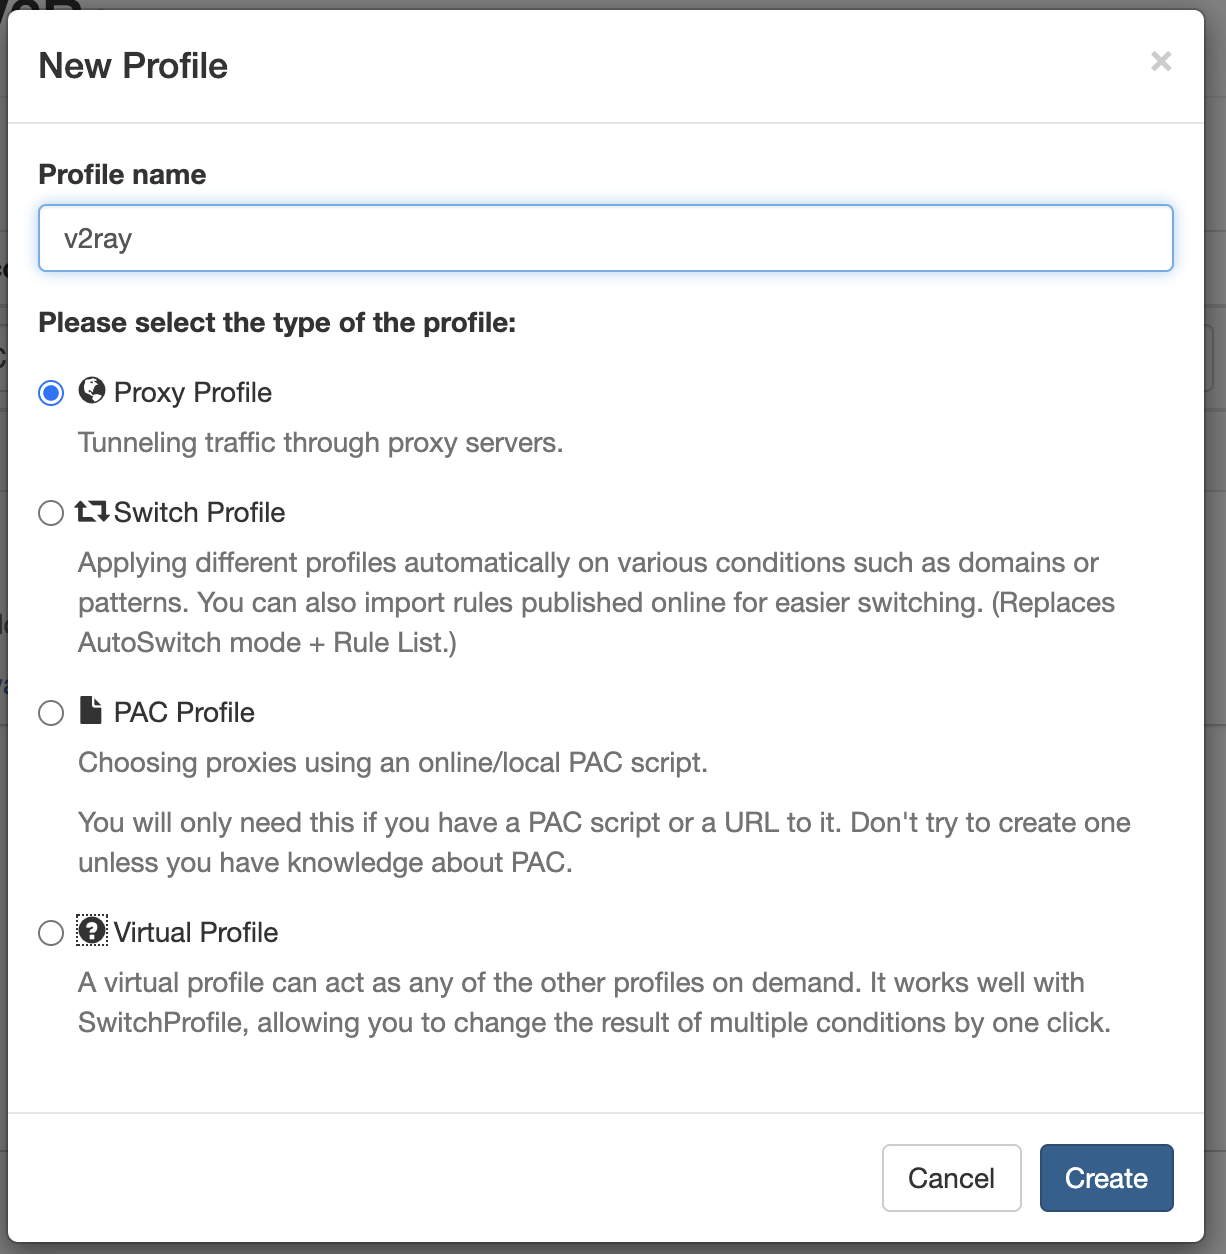 New Profile
×
Profile name
v2ray
Please select the type of the profile:
Proxy Profile
Tunneling traffic through proxy servers.
Switch Profile
Applying different profiles automatically on various conditions such as domains or
patterns. You can also import rules published online for easier switching. (Replaces
AutoSwitch mode + Rule List.)
PAC Profile
Choosing proxies using an online/local PAC script.
You will only need this if you have a PAC script or a URL to it. Don't try to create one
unless you have knowledge about PAC.
Virtual Profile
A virtual profile can act as any of the other profiles on demand. It works well with
SwitchProfile, allowing you to change the result of multiple conditions by one click.
Cancel
Create